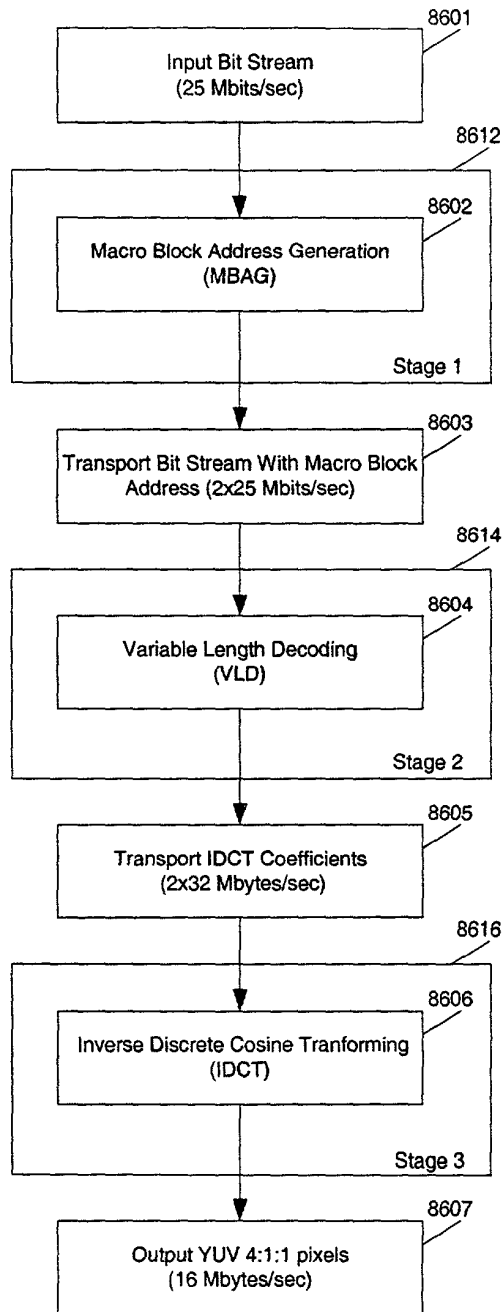 8601
Input Bit Stream
(25 Mbits/sec)
8612
8602
Macro Block Address Generation
(MBAG)
Stage 1
8603
Transport Bit Stream With Macro Block
Address (2x25 Mbits/sec)
8614
8604
Variable Length Decoding
(VLD)
Stage 2
8605
Transport IDCT Coefficients
(2x32 Mbytes/sec)
8616
8606
Inverse Discrete Cosine Tranforming
(IDCT)
Stage 3
8607
Output YUV 4:1:1 pixels
(16 Mbytes/sec)